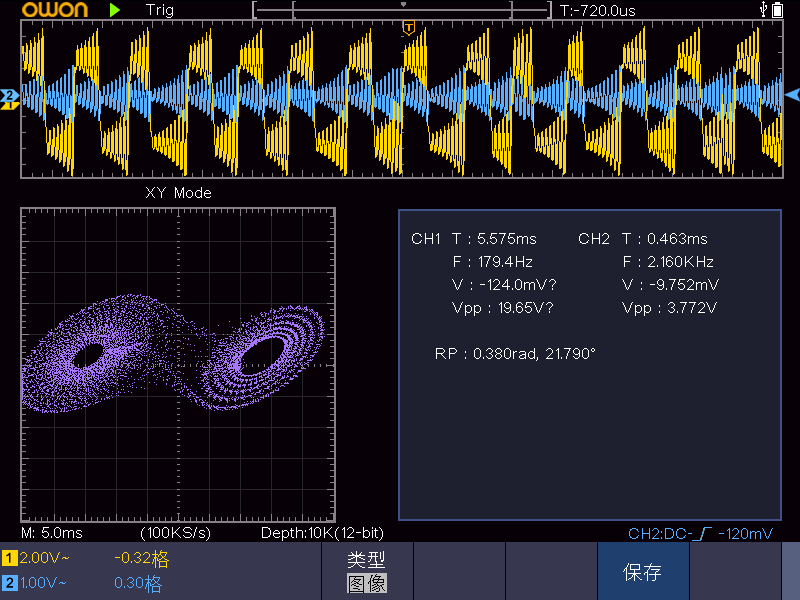 OWON Trig T:-720.0us
T
2
1
XY Mode
CH1 T : 5.575ms CH2 T : 0.463ms
F : 179.4Hz F : 2.160KHz
V : -124.0mV? V : -9.752mV
Vpp : 19.65V? Vpp : 3.772V
RP : 0.380rad, 21.790°
M: 5.0ms (100KS/s) Depth:10K(12-bit) CH2:DC- -120mV
1 2.00V~ -0.32格 类型
2 1.00V~ 0.30格 图像 保存